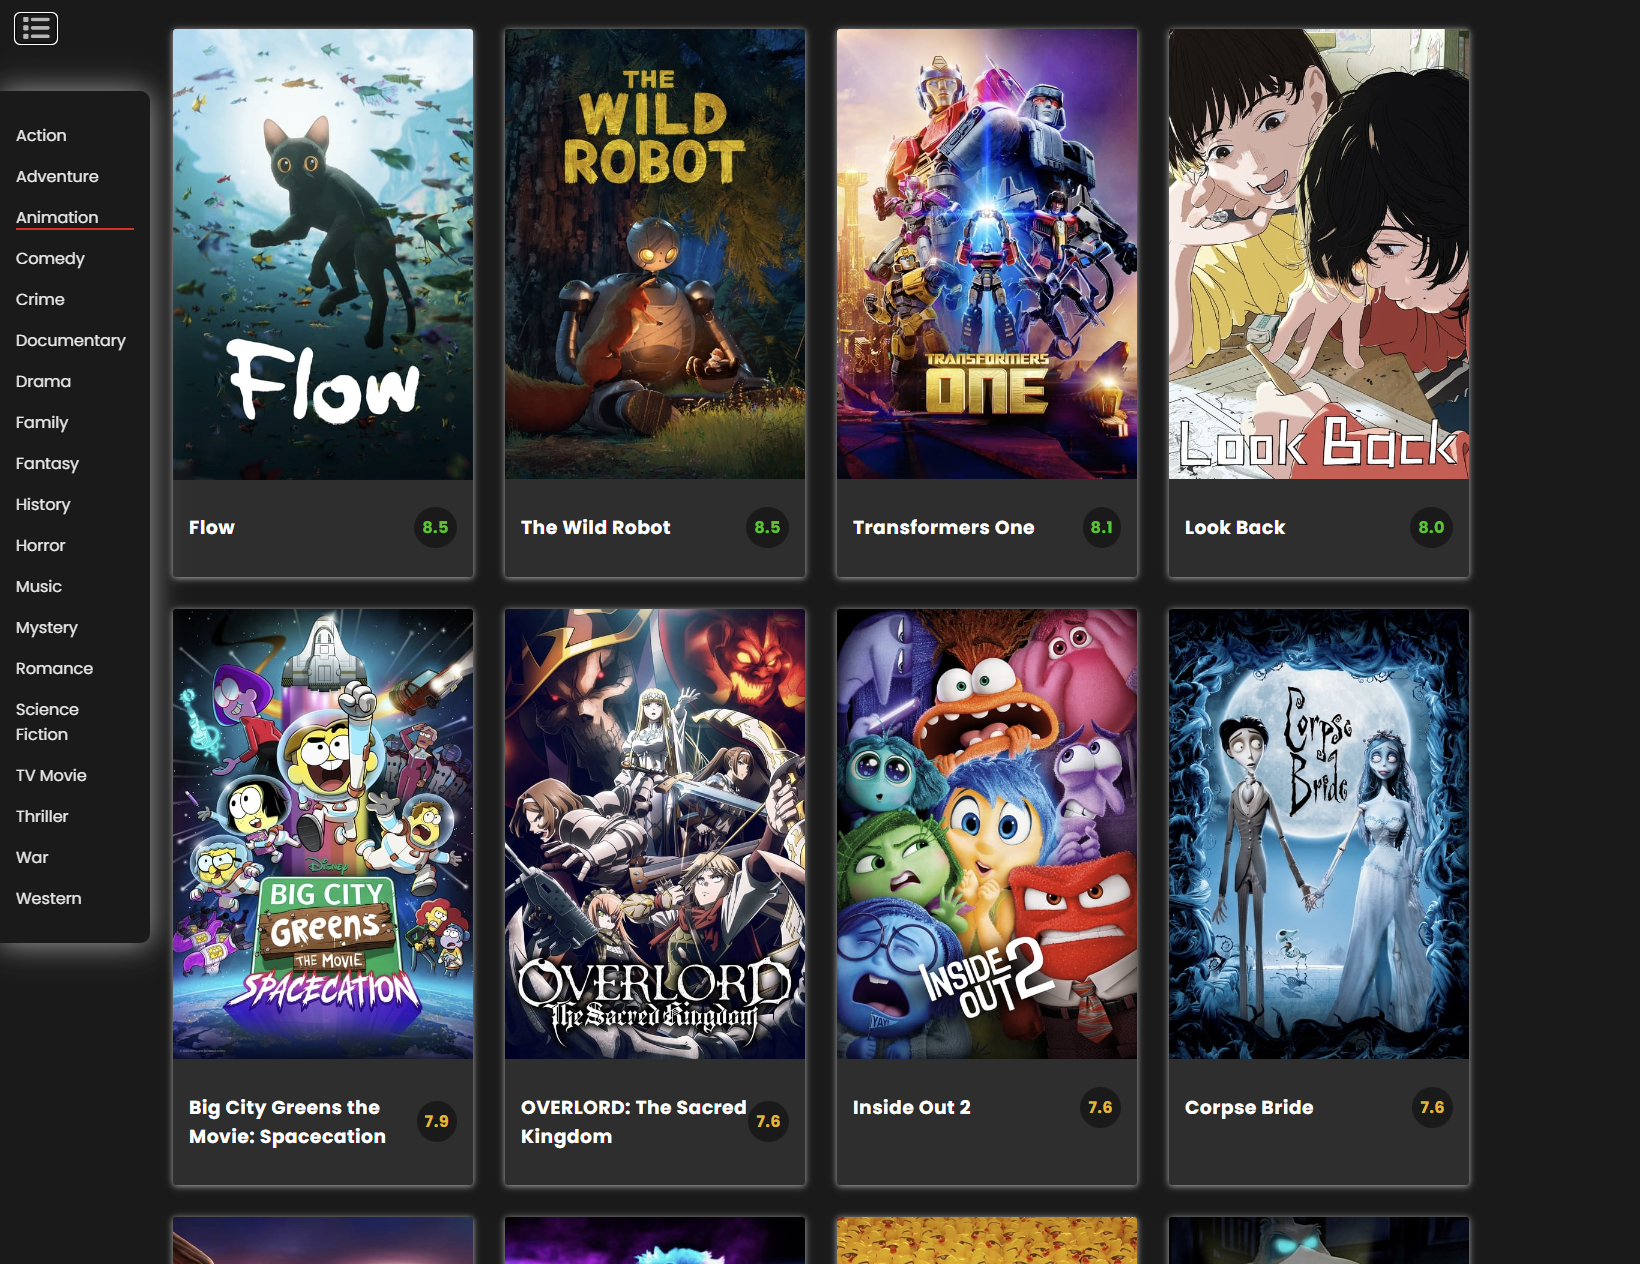 Action
Adventure
Animation
Comedy
Crime
Documentary
Drama
Family
Fantasy
History
Horror
Music
Mystery
Romance
Science
Fiction
TV Movie
Thriller
War
Western
Flow
Flow
8.5
THE
WILD
ROBOT
The Wild Robot
8.5
TRANSFORMERS
ONE
Transformers One
8.1
Look Back
Look Back
8.0
Disney
BIG CITY
GREENS
THE MOVIE
SPACECATION
Big City Greens the
Movie: Spacecation
7.9
OVERLORD
The Sacred Kingdom
OVERLORD: The Sacred
Kingdom
7.6
YAY!
INSIDE
OUT 2
Inside Out 2
7.6
Corpse
Bride
Corpse Bride
7.6